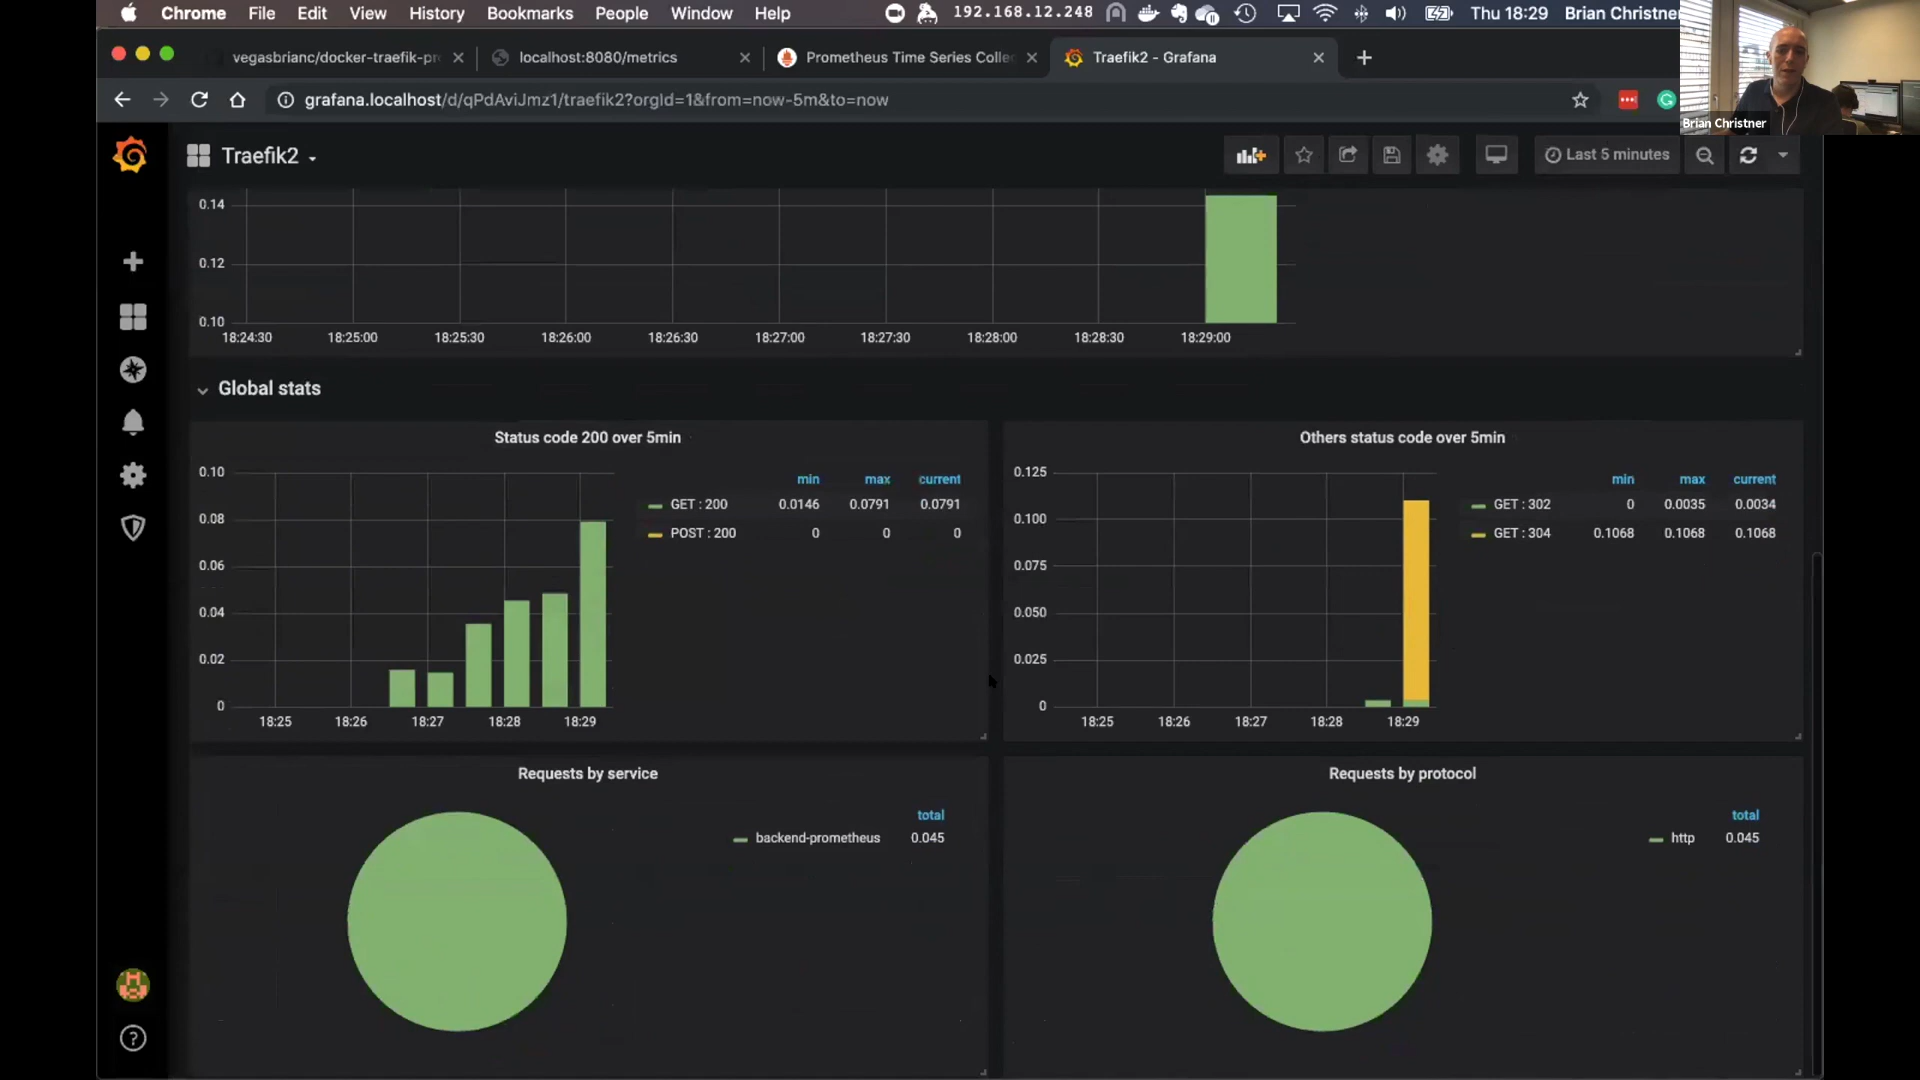 Chrome File Edit View History Bookmarks People Window Help 192.168.12.248 Thu 18:29 Brian Christner
vegasbrianc/docker-traefik-pr localhost:8080/metrics Prometheus Time Series Collec Traefik2 - Grafana
grafana.localhost/d/qPdAviJmz1/traefik2?orgId=1&from=now-5m&to=now
Brian Christner
Traefik2 Last 5 minutes
0.14
0.12
0.10
18:24:30 18:25:00 18:25:30 18:26:00 18:26:30 18:27:00 18:27:30 18:28:00 18:28:30 18:29:00
Global stats
Status code 200 over 5min
0.10
0.08
0.06
0.04
0.02
0
18:25 18:26 18:27 18:28 18:29
min max current
GET : 200 0.0146 0.0791 0.0791
POST : 200 0 0 0
Others status code over 5min
0.125
0.100
0.075
0.050
0.025
0
18:25 18:26 18:27 18:28 18:29
min max current
GET : 302 0 0.0035 0.0034
GET : 304 0.1068 0.1068 0.1068
Requests by service
total
backend-prometheus 0.045
Requests by protocol
total
http 0.045